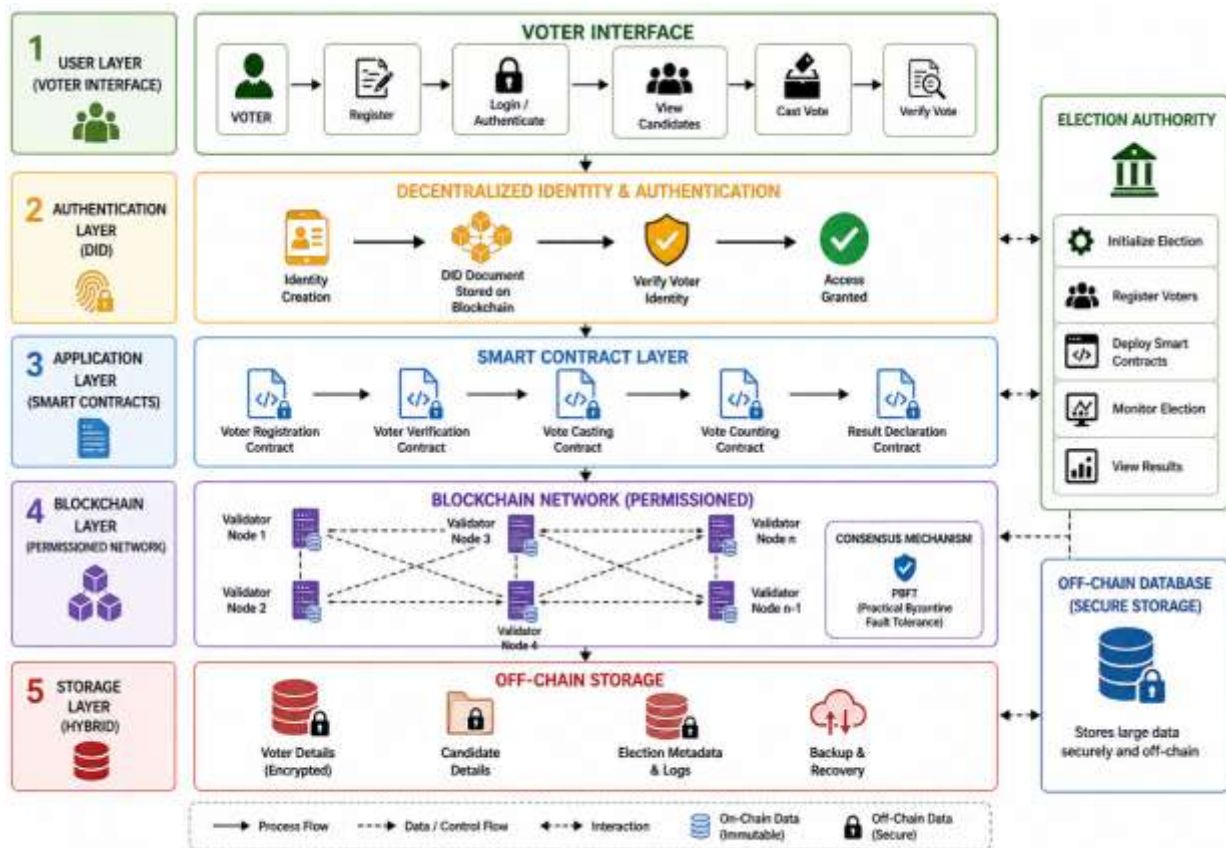 1
USER LAYER
(VOTER INTERFACE)
VOTER INTERFACE
VOTER
Register
Login /
Authenticate
View
Candidates
Cast Vote
Verify Vote
2
AUTHENTICATION
LAYER
(DID)
DECENTRALIZED IDENTITY & AUTHENTICATION
Identity
Creation
DID Document
Stored on
Blockchain
Verify Voter
Identity
Access
Granted
3
APPLICATION
LAYER
(SMART CONTRACTS)
SMART CONTRACT LAYER
Voter Registration
Contract
Voter Verification
Contract
Vote Casting
Contract
Vote Counting
Contract
Result Declaration
Contract
4
BLOCKCHAIN
LAYER
(PERMISSIONED NETWORK)
BLOCKCHAIN NETWORK (PERMISSIONED)
Validator
Node 1
Validator
Node 3
Validator
Node n
Validator
Node 2
Validator
Node 4
Validator
Node n-1
CONSENSUS MECHANISM
PBFT
(Practical Byzantine
Fault Tolerance)
5
STORAGE
LAYER
(HYBRID)
OFF-CHAIN STORAGE
Voter Details
(Encrypted)
Candidate
Details
Election Metadata
& Logs
Backup &
Recovery
ELECTION AUTHORITY
Initialize Election
Register Voters
Deploy Smart
Contracts
Monitor Election
View Results
OFF-CHAIN DATABASE
(SECURE STORAGE)
Stores large data
securely and off-chain
Process Flow
Data / Control Flow
Interaction
On-Chain Data
(Immutable)
Off-Chain Data
(Secure)